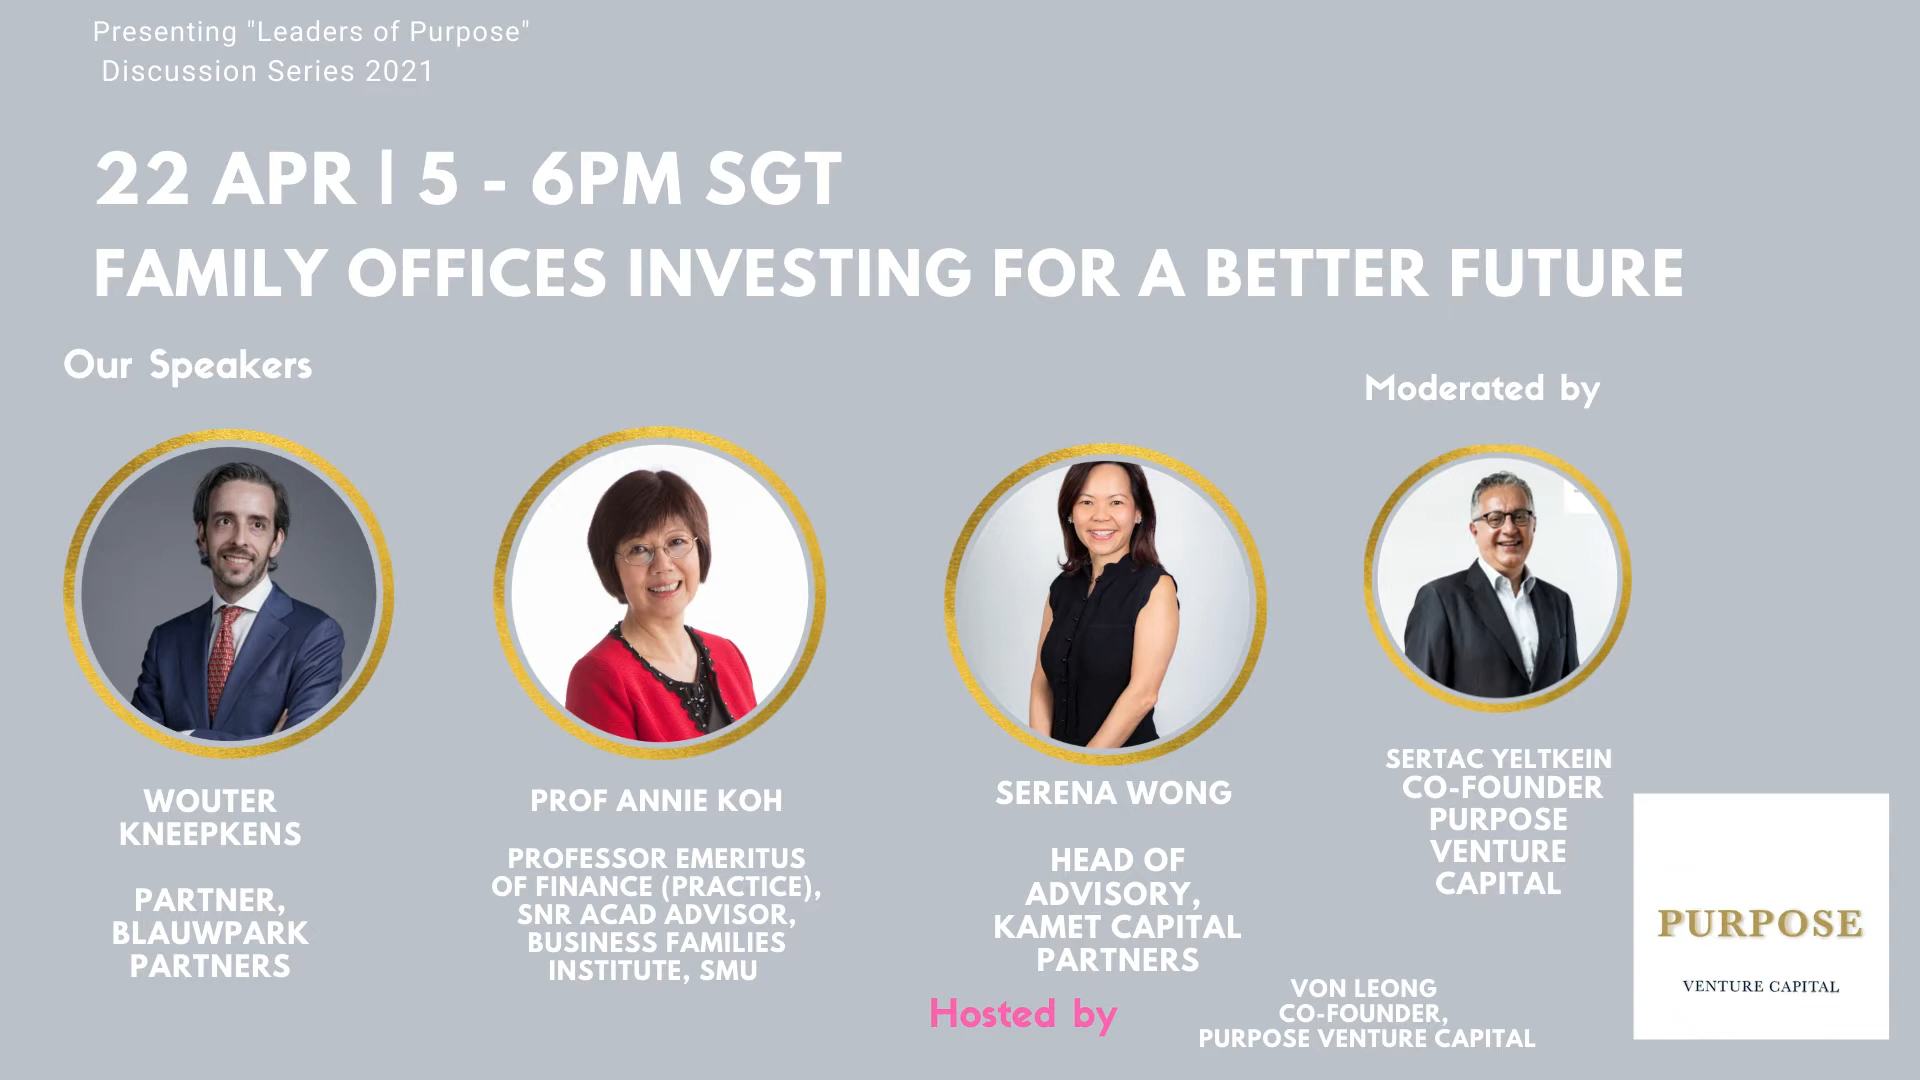 Presenting "Leaders of Purpose"
Discussion Series 2021
22 APR | 5 - 6PM SGT
FAMILY OFFICES INVESTING FOR A BETTER FUTURE
Our Speakers
Moderated by
WOUTER
KNEEPKENS
PARTNER,
BLAUWPARK
PARTNERS
PROF ANNIE KOH
PROFESSOR EMERITUS
OF FINANCE (PRACTICE),
SNR ACAD ADVISOR,
BUSINESS FAMILIES
INSTITUTE, SMU
SERENA WONG
HEAD OF
ADVISORY,
KAMET CAPITAL
PARTNERS
SERTAC YELTKEIN
CO-FOUNDER
PURPOSE
VENTURE
CAPITAL
Hosted by
VON LEONG
CO-FOUNDER,
PURPOSE VENTURE CAPITAL
PURPOSE
VENTURE CAPITAL